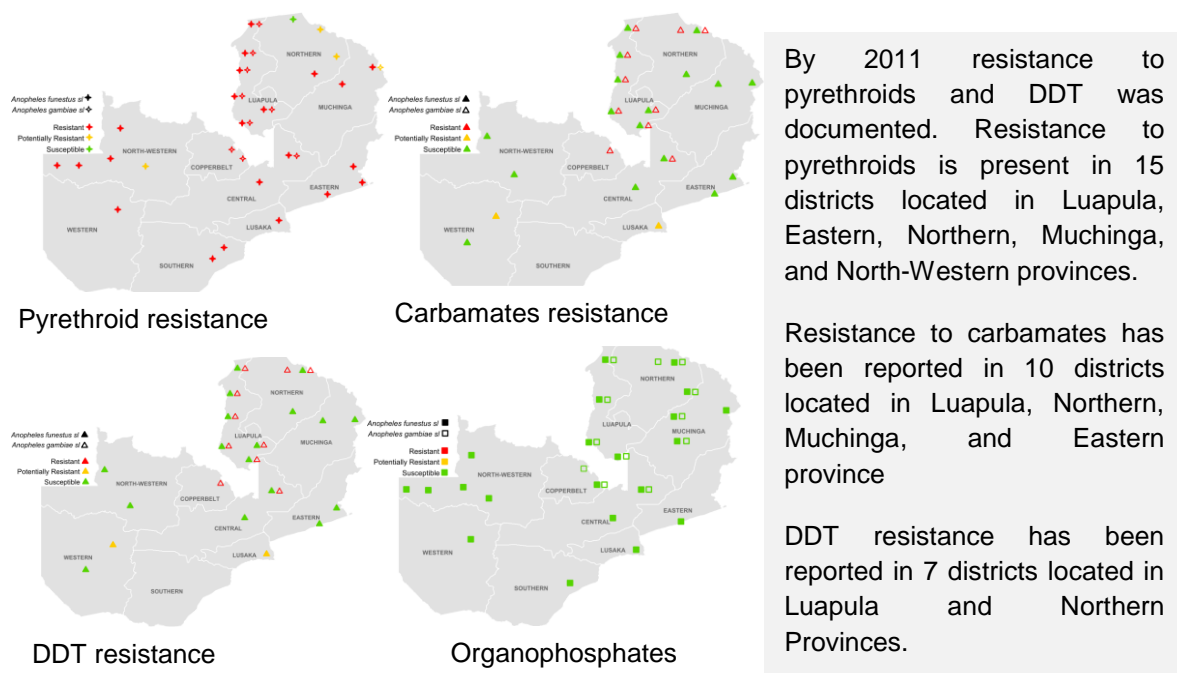 NORTHERN
LUAPULA
MUCHINGA
Anopheles funestus sl
Anopheles gambiae sl
Resistant
Potentially Resistant
Susceptible
NORTH-WESTERN
COPPERBELT
CENTRAL
EASTERN
WESTERN
LUSAKA
SOUTHERN
Pyrethroid resistance
NORTHERN
LUAPULA
MUCHINGA
Anopheles funestus sl
Anopheles gambiae sl
Resistant
Potentially Resistant
Susceptible
NORTH-WESTERN
COPPERBELT
CENTRAL
EASTERN
WESTERN
LUSAKA
SOUTHERN
Carbamates resistance
NORTHERN
LUAPULA
MUCHINGA
Anopheles funestus sl
Anopheles gambiae sl
Resistant
Potentially Resistant
Susceptible
NORTH-WESTERN
COPPERBELT
CENTRAL
EASTERN
WESTERN
LUSAKA
SOUTHERN
DDT resistance
NORTHERN
LUAPULA
MUCHINGA
Anopheles funestus sl
Anopheles gambiae sl
Resistant
Potentially Resistant
Susceptible
NORTH-WESTERN
COPPERBELT
CENTRAL
EASTERN
WESTERN
LUSAKA
SOUTHERN
Organophosphates
By 2011 resistance to
pyrethroids and DDT was
documented. Resistance to
pyrethroids is present in 15
districts located in Luapula,
Eastern, Northern, Muchinga,
and North-Western provinces.
Resistance to carbamates has
been reported in 10 districts
located in Luapula, Northern,
Muchinga, and Eastern
province
DDT resistance has been
reported in 7 districts located in
Luapula and Northern
Provinces.